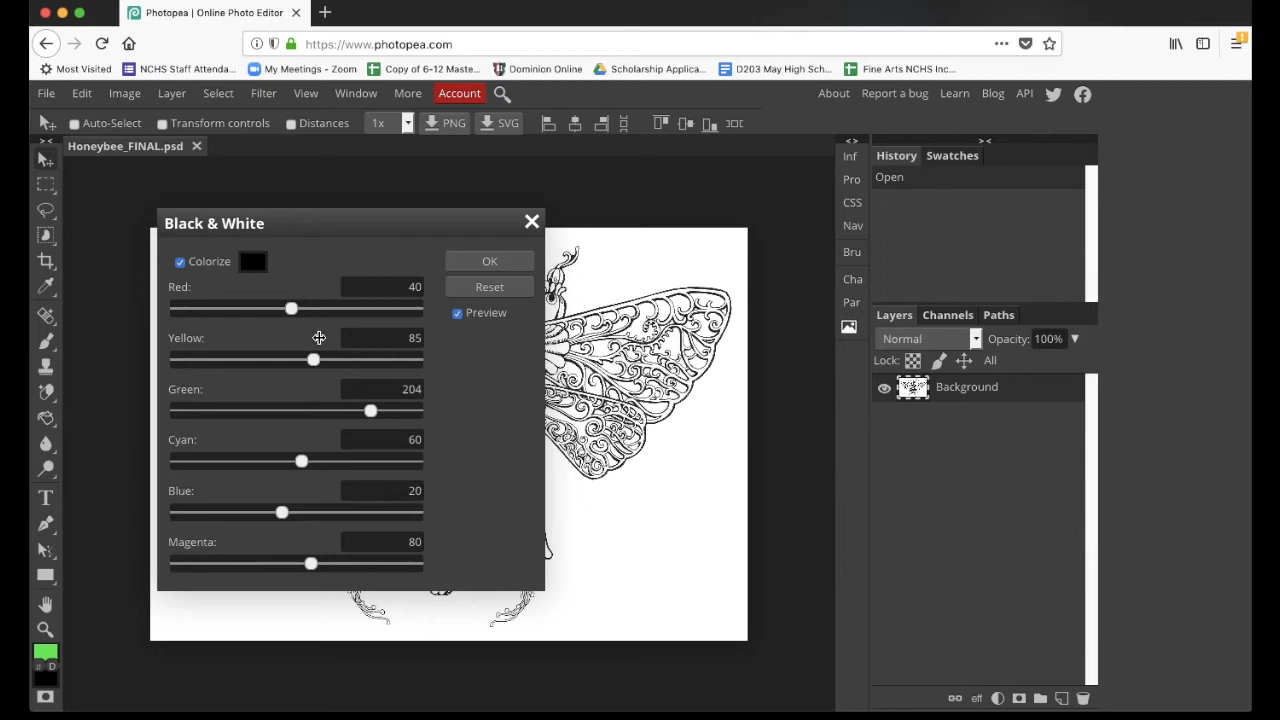 Photopea | Online Photo Editor
https://www.photopea.com
Most Visited NCHS Staff Attenda... My Meetings - Zoom Copy of 6-12 Maste... Dominion Online Scholarship Applica... D203 May High Sch... Fine Arts NCHS Inc...
File Edit Image Layer Select Filter View Window More Account About Report a bug Learn Blog API
Auto-Select Transform controls Distances 1x PNG SVG
Honeybee_FINAL.psd
Inf
Pro
CSS
Nav
Bru
Cha
Par
History Swatches
Open
Black & White
Colorize
OK
Red: 40
Reset
Preview
Yellow: 85
Green: 204
Cyan: 60
Blue: 20
Magenta: 80
Layers Channels Paths
Normal Opacity: 100%
Lock: All
Background
D
eff